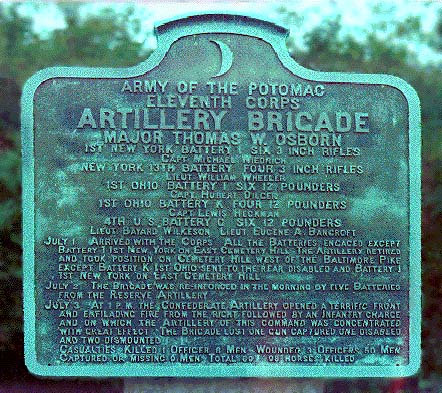 ARMY OF THE POTOMAC
ELEVENTH CORPS
ARTILLERY BRIGADE
MAJOR THOMAS W. OSBORN
1ST NEW YORK BATTERY I SIX 3 INCH RIFLES
CAPT. MICHAEL WIEDRICH
NEW YORK 13TH BATTERY FOUR 3 INCH RIFLES
LIEUT. WILLIAM WHEELER
1ST OHIO BATTERY I SIX 12 POUNDERS
CAPT. HUBERT DILGER
1ST OHIO BATTERY K FOUR 12 POUNDERS
CAPT. LEWIS HECKMAN
4TH U.S. BATTERY G SIX 12 POUNDERS
LIEUT. BAYARD WILKESON LIEUT. EUGENE A. BANCROFT
JULY 1 ARRIVED WITH THE CORPS ALL THE BATTERIES ENGAGED EXCEPT
BATTERY I 1ST NEW YORK ON EAST CEMETERY HILL THE ARTILLERY RETIRED
AND TOOK POSITION ON CEMETERY HILL WEST OF THE BALTIMORE PIKE
EXCEPT BATTERY K 1ST OHIO SENT TO THE REAR DISABLED AND BATTERY I
1ST NEW YORK ON EAST CEMETERY HILL
JULY 2 THE BRIGADE WAS RE-INFORCED IN THE MORNING BY FIVE BATTERIES
FROM THE RESERVE ARTILLERY
JULY 3 AT P. M. THE CONFEDERATE ARTILLERY OPENED A TERRIFIC FRONT
AND ENFILADING FIRE FROM THE RIGHT FOLLOWED BY AN INFANTRY CHARGE
AND ON WHICH THE ARTILLERY OF THIS COMMAND WAS CONCENTRATED
WITH GREAT EFFECT THE BRIGADE LOST ONE GUN CAPTURED ONE DISABLED
AND TWO DISMOUNTED
CASUALTIES KILLED 1 OFFICER 6 MEN WOUNDED 3 OFFICERS 50 MEN
CAPTURED OR MISSING 9 MEN TOTAL 69 98 HORSES KILLED